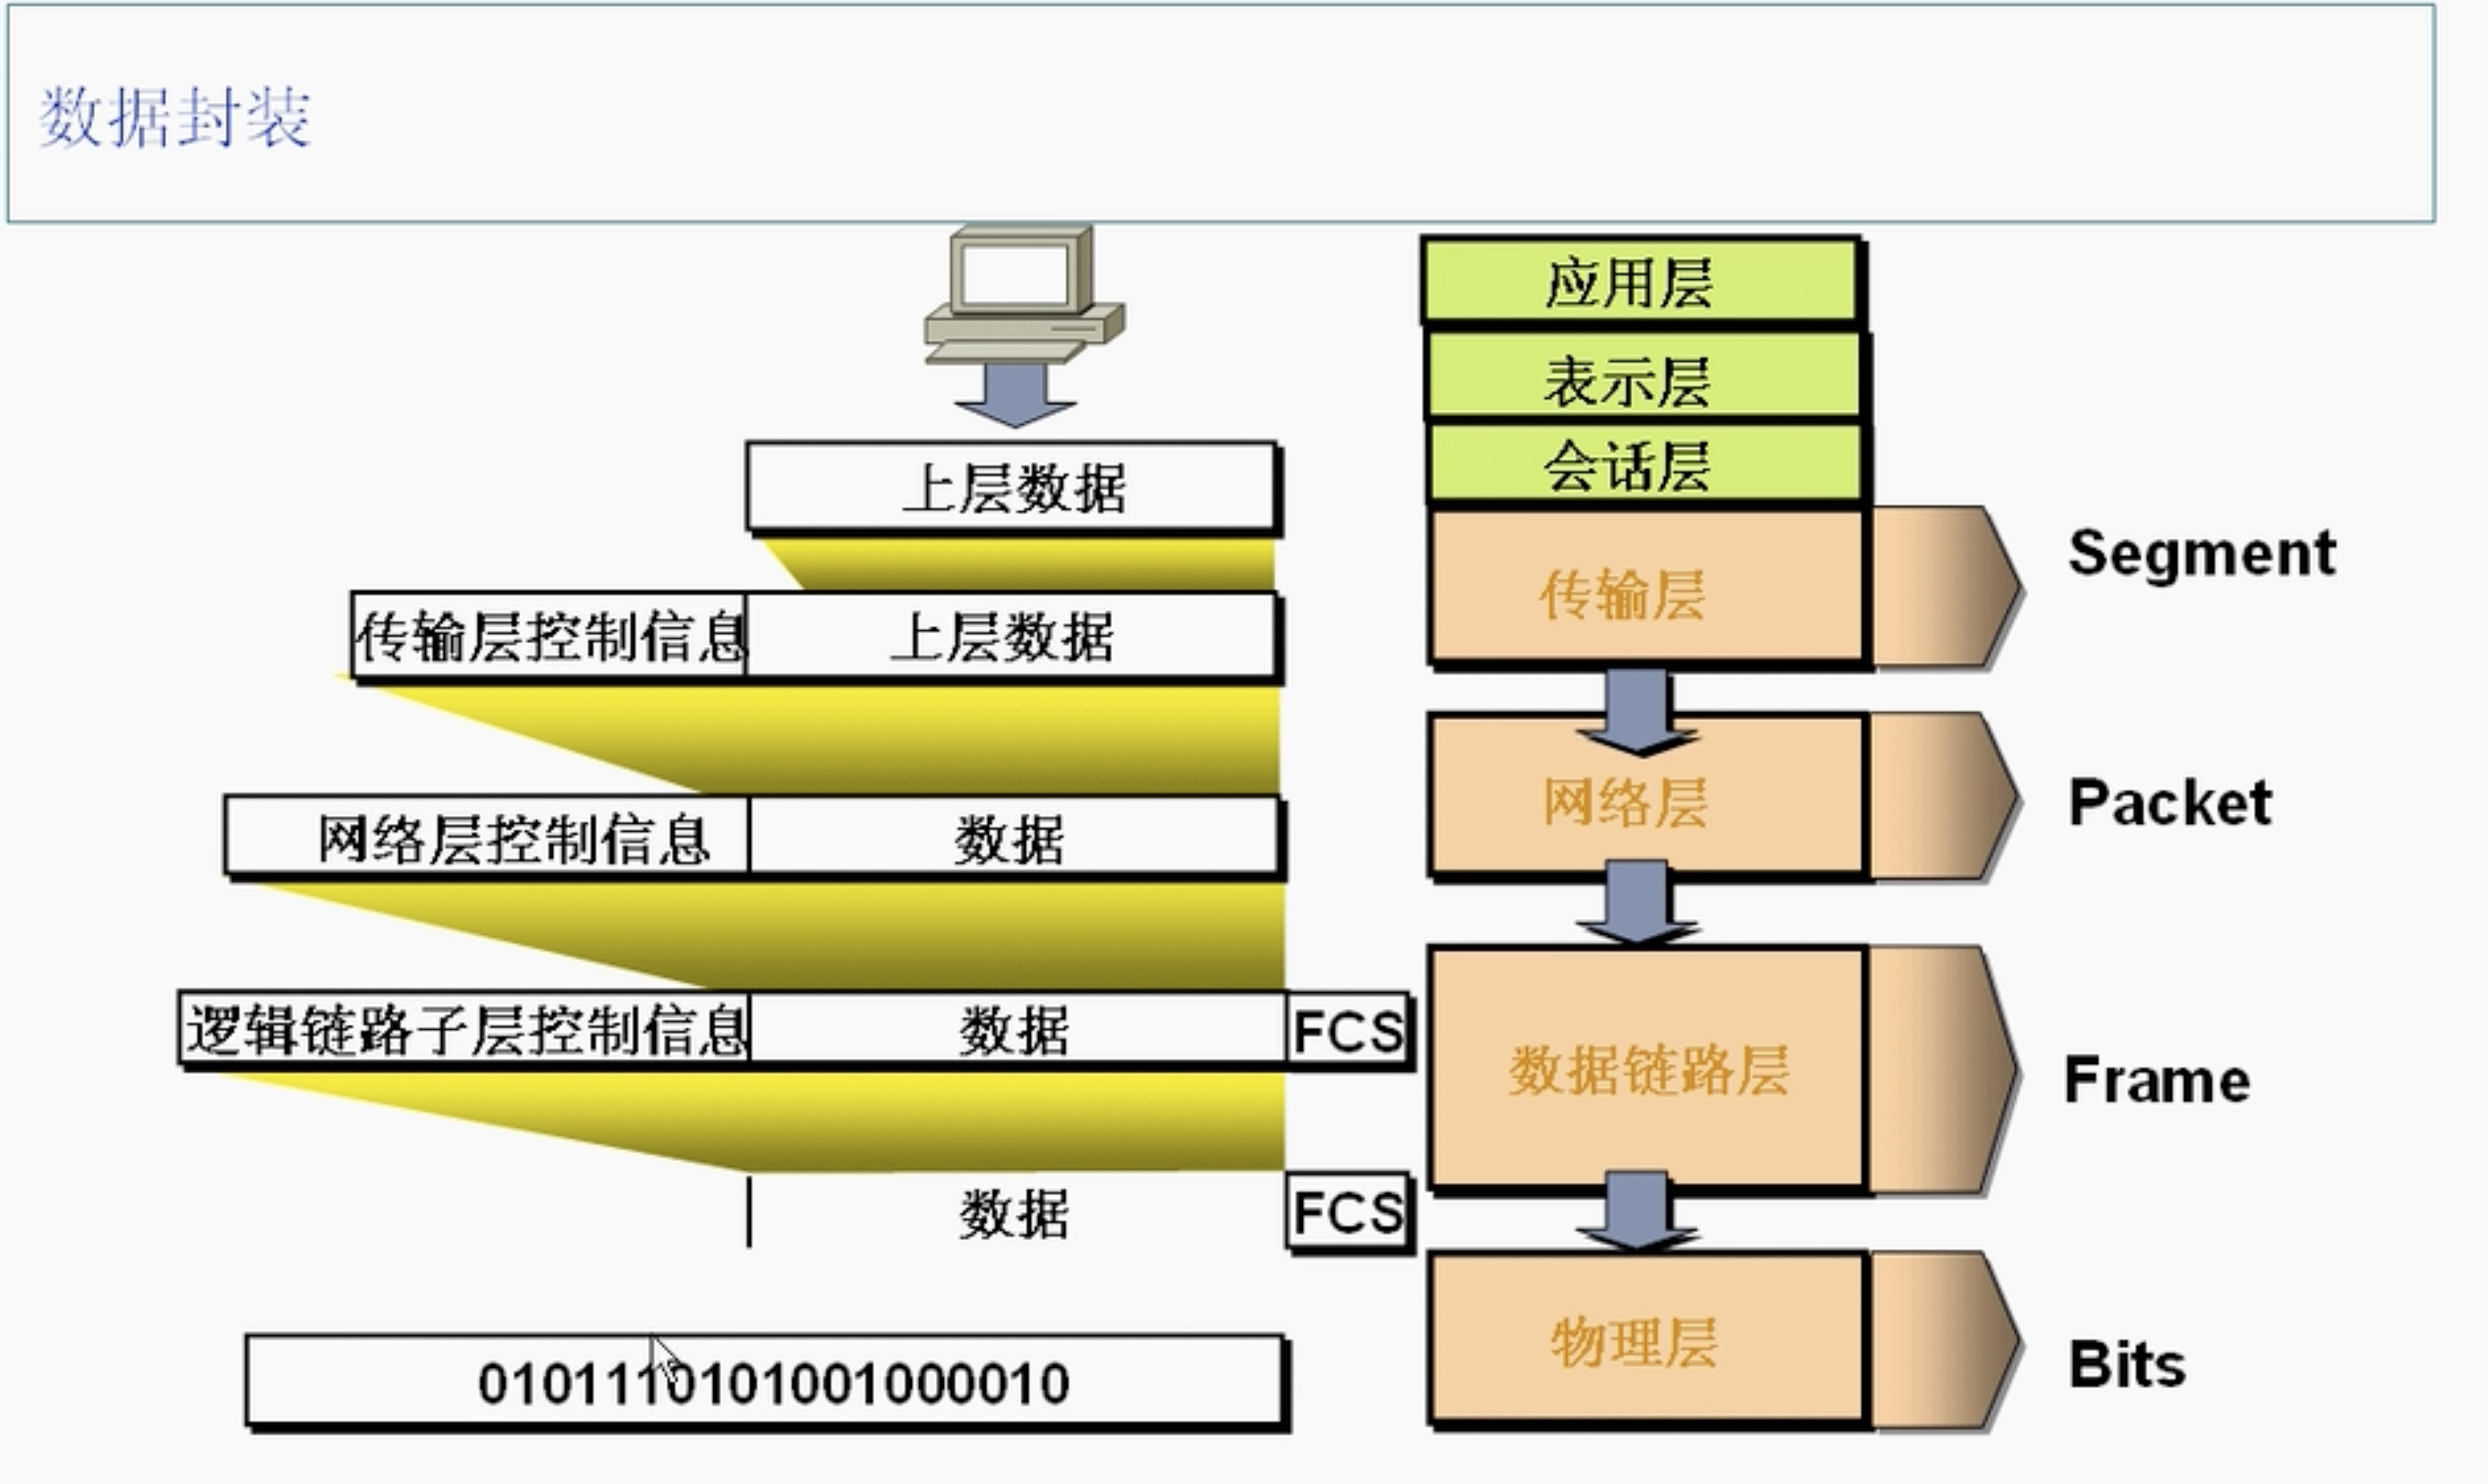 数据封装
应用层
表示层
会话层
上层数据
传输层控制信息 上层数据
传输层
Segment
网络层控制信息 数据
网络层
Packet
逻辑链路子层控制信息 数据 FCS
数据链路层
Frame
数据 FCS
0101110101001000010
物理层
Bits